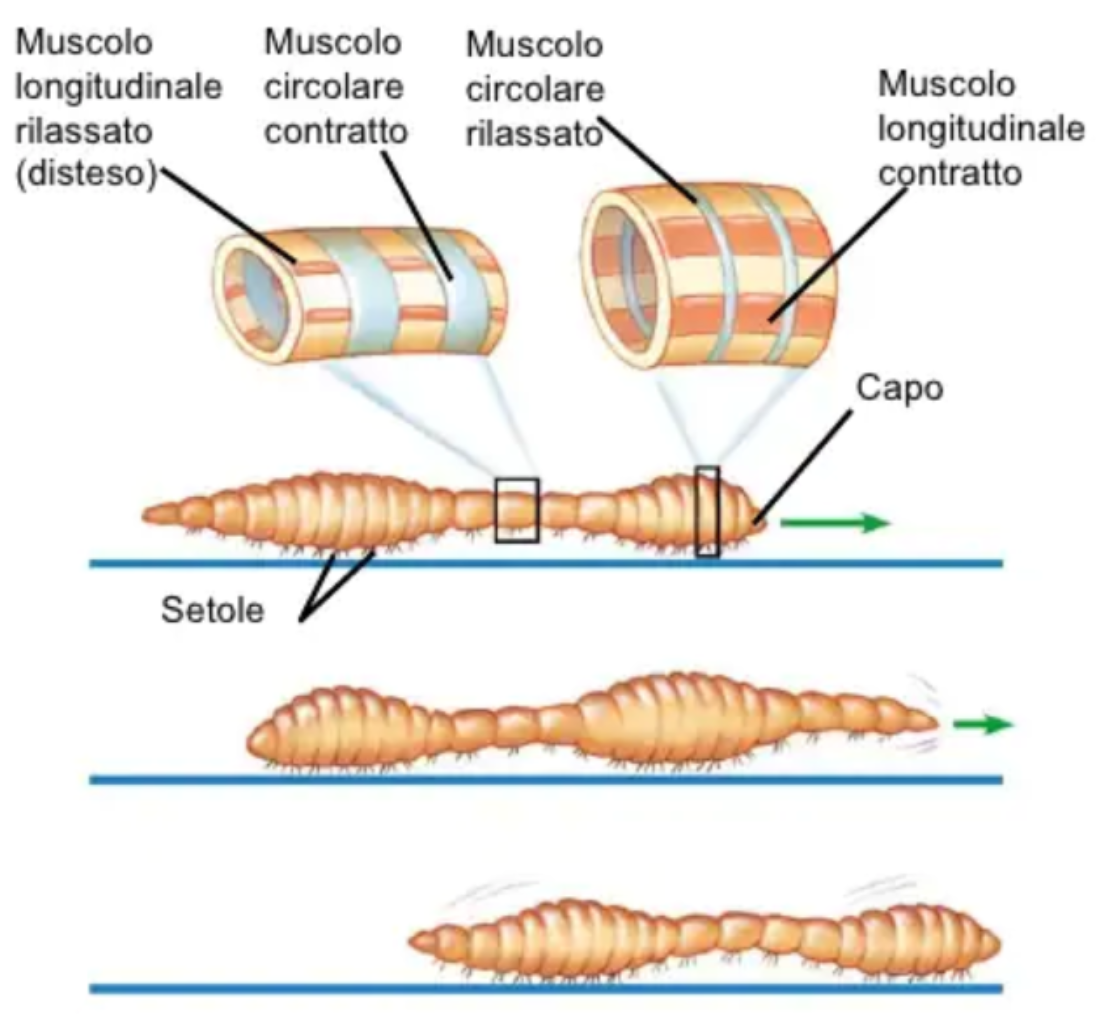 Muscolo
longitudinale
rilassato
(disteso)
Muscolo
circolare
contratto
Muscolo
circolare
rilassato
Muscolo
longitudinale
contratto
Capo
Setole